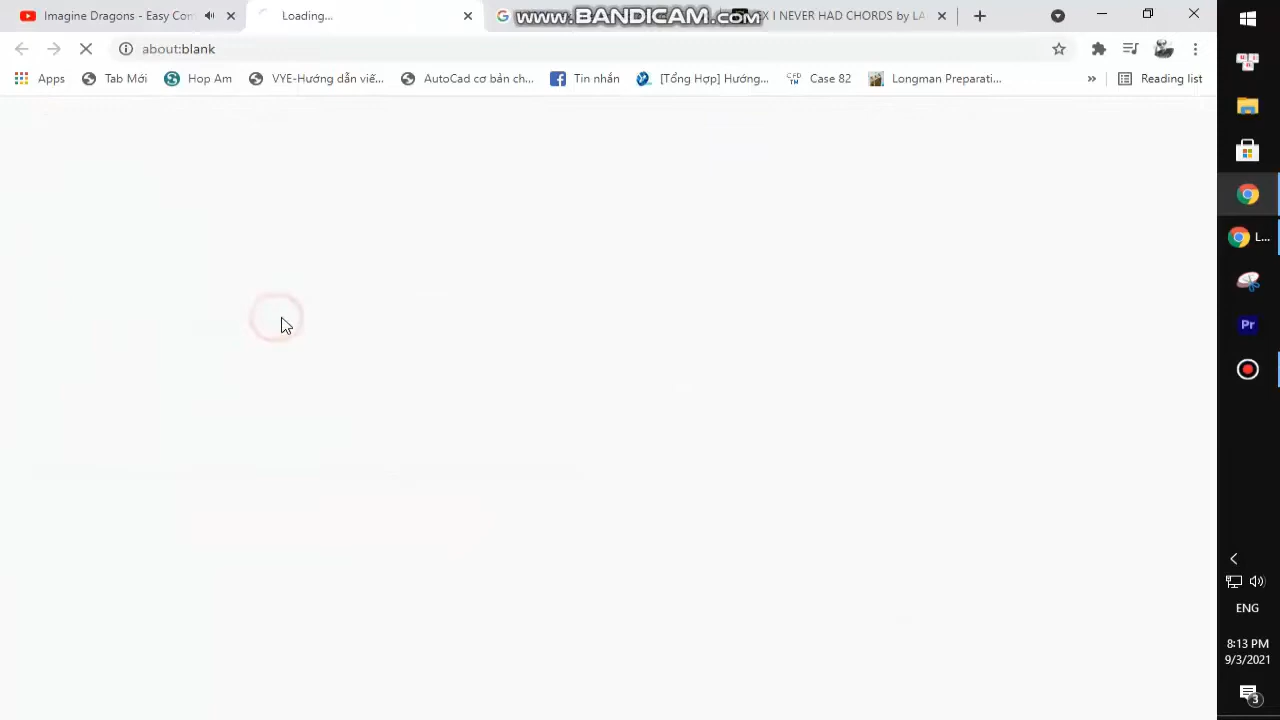 Imagine Dragons - Easy Con
Loading...
www.BANDICAM.com
X I NEVER HAD CHORDS by LA
about:blank
Apps
Tab Mới
Hop Am
VYE-Hướng dẫn viế...
AutoCad cơ bản ch...
Tin nhắn
[Tổng Hợp] Hướng...
Case 82
Longman Preparati...
»
Reading list
L...
Pr
ENG
8:13 PM
9/3/2021
3